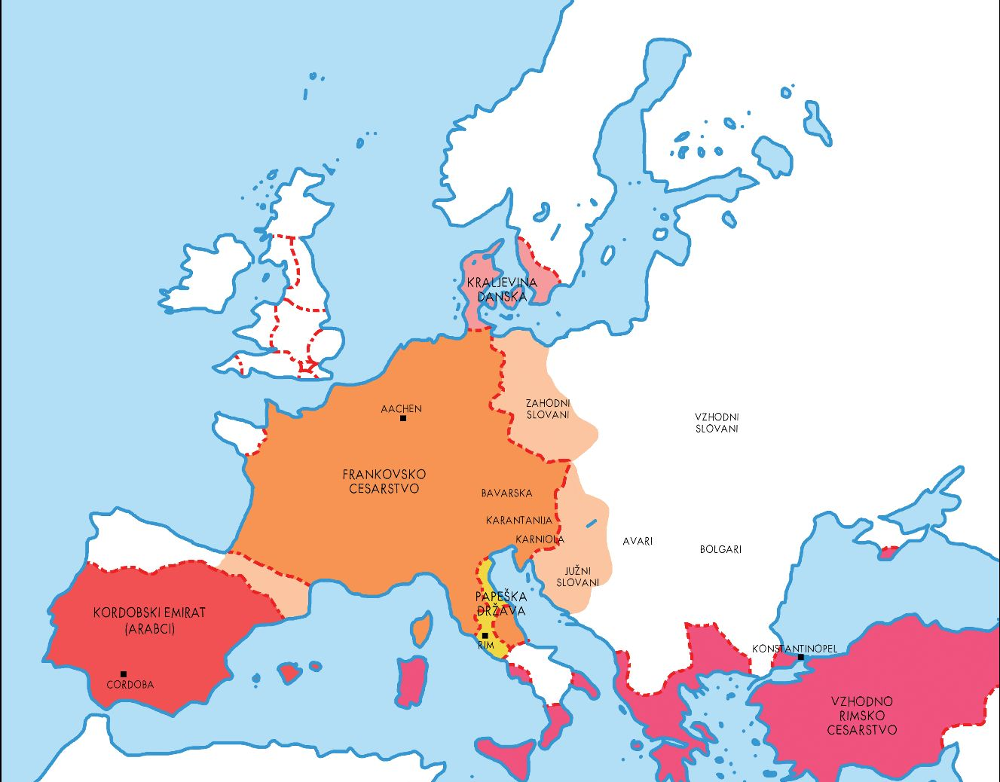 KRALJEVINA
DANSKA
AACHEN
ZAHODNI
SLOVANI
VZHODNI
SLOVANI
FRANKOVSKO
CESARSTVO
BAVARSKA
KARANTANIJA
KARNIOLA
AVARI
BOLGARI
JUŽNI
SLOVANI
PAPEŠKA
DRŽAVA
RIM
KORDOBSKI EMIRAT
(ARABCI)
CORDOBA
KONSTANTINOPEL
VZHODNO
RIMSKO
CESARSTVO